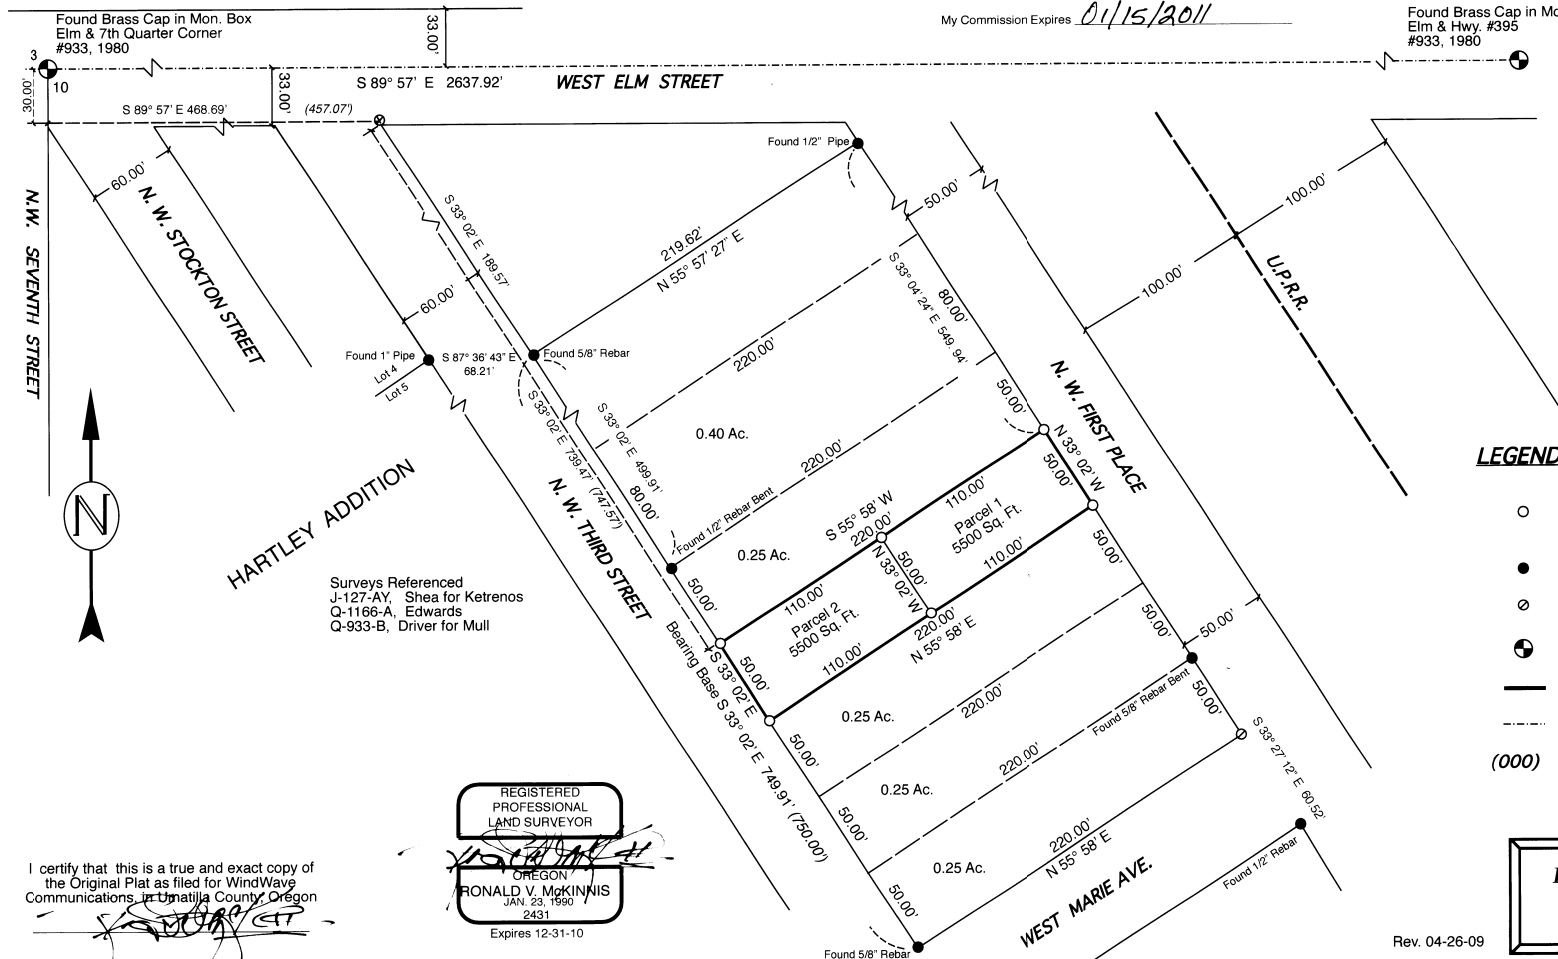 Found Brass Cap in Mon. Box
Elm & 7th Quarter Corner
#933, 1980
33.00'
My Commission Expires 01/15/2011
Found Brass Cap in Mo
Elm & Hwy. #395
#933, 1980
3
10
30.00'
S 89° 57' E 2637.92'
WEST ELM STREET
S 89° 57' E 468.69'
33.00'
(457.07')
Found 1/2" Pipe
60.00'
N. W. STOCKTON STREET
N.W. SEVENTH STREET
S 33° 02' E 189.57'
219.62'
N 55° 57' 27" E
50.00'
100.00'
U.P.R.R.
100.00'
60.00'
S 33° 04' 24" E 549.94'
80.00'
Found 1" Pipe
Lot 4
Lot 5
S 87° 36' 43" E
68.21'
Found 5/8" Rebar
220.00'
50.00'
N. W. FIRST PLACE
S 33° 02' E 739.47' (747.57')
S 33° 02' E 499.91'
80.00'
0.40 Ac.
220.00'
N 33° 02' W
50.00'
LEGEND
HARTLEY ADDITION
N
N. W. THIRD STREET
Found 1/2" Rebar Bent
0.25 Ac.
S 55° 58' W
220.00'
110.00'
Parcel 1
5500 Sq. Ft.
110.00'
50.00'
N 33° 02' W
50.00'
Surveys Referenced
J-127-AY, Shea for Ketrenos
Q-1166-A, Edwards
Q-933-B, Driver for Mull
50.00'
110.00'
Parcel 2
5500 Sq. Ft.
110.00'
220.00'
N 55° 58' E
50.00'
50.00'
S 33° 02' E
50.00'
Bearing Base S 33° 02' E 749.91' (750.00')
0.25 Ac.
220.00'
Found 5/8" Rebar Bent
50.00'
50.00'
0.25 Ac.
220.00'
S 33° 27' 12" E 60.52'
(000)
50.00'
0.25 Ac.
220.00'
N 55° 58' E
Found 1/2" Rebar
50.00'
WEST MARIE AVE.
Found 5/8" Rebar
REGISTERED
PROFESSIONAL
LAND SURVEYOR
OREGON
RONALD V. McKINNIS
JAN. 23, 1990
2431
Expires 12-31-10
I certify that this is a true and exact copy of
the Original Plat as filed for WindWave
Communications, in Umatilla County, Oregon
Rev. 04-26-09